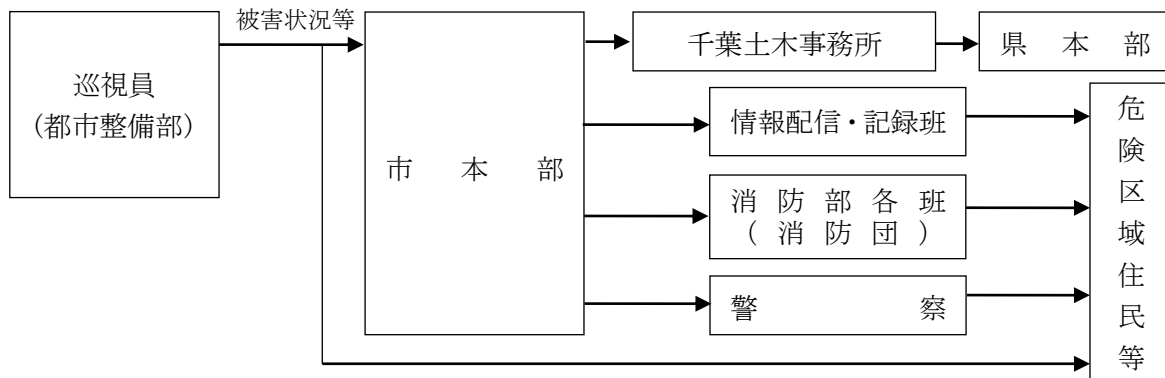 被害状況等
巡視員
(都市整備部)
市本部
千葉土木事務所
県本部
情報配信・記録班
消防部各班
(消防団)
警察
危険区域住民等